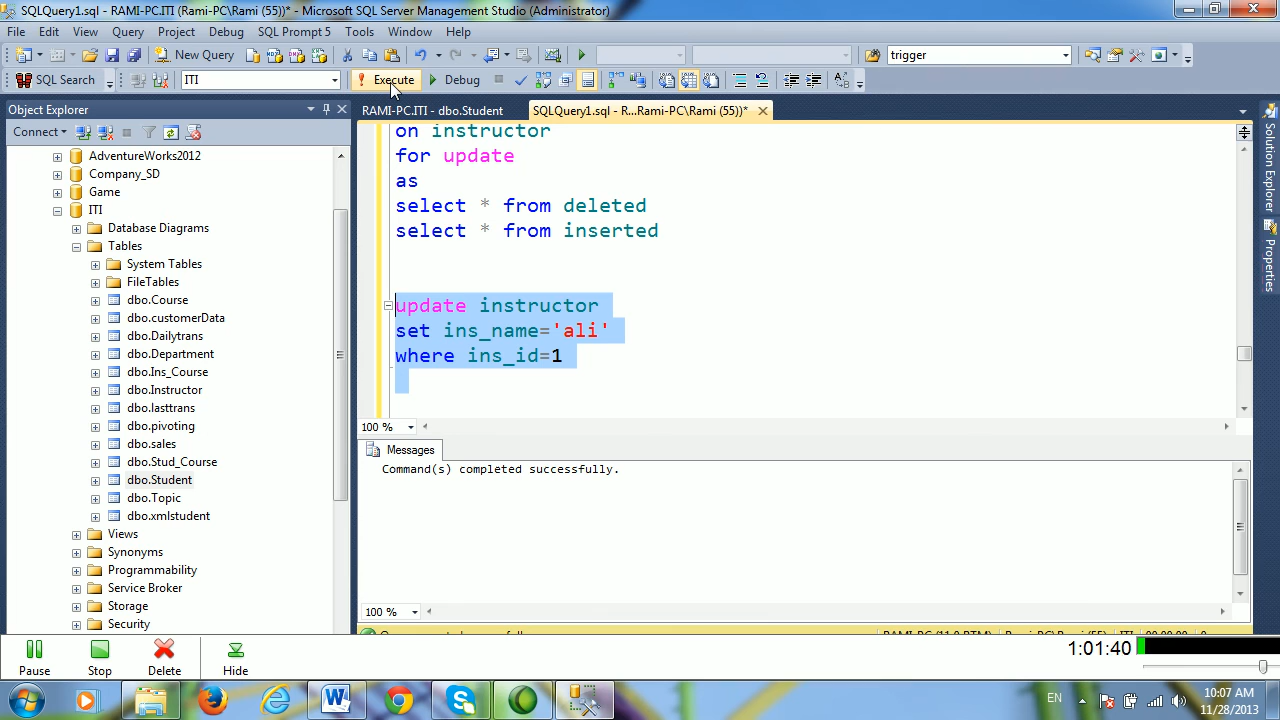 SQLQuery1.sql - RAMI-PC.ITI (Rami-PC\Rami (55))* - Microsoft SQL Server Management Studio (Administrator)
File Edit View Query Project Debug SQL Prompt 5 Tools Window Help
New Query trigger
SQL Search ITI Execute Debug
Object Explorer
RAMI-PC.ITI - dbo.Student SQLQuery1.sql - R...Rami-PC\Rami (55))*
Connect
AdventureWorks2012
Company_SD
Game
ITI
Database Diagrams
Tables
System Tables
FileTables
dbo.Course
dbo.customerData
dbo.Dailytrans
dbo.Department
dbo.Ins_Course
dbo.Instructor
dbo.lasttrans
dbo.pivoting
dbo.sales
dbo.Stud_Course
dbo.Student
dbo.Topic
dbo.xmlstudent
Views
Synonyms
Programmability
Service Broker
Storage
Security
on instructor
for update
as
select * from deleted
select * from inserted
update instructor
set ins_name='ali'
where ins_id=1
100 %
Messages
Command(s) completed successfully.
100 %
Solution Explorer
Properties
Pause Stop Delete Hide
1:01:40
EN
10:07 AM
11/28/2013